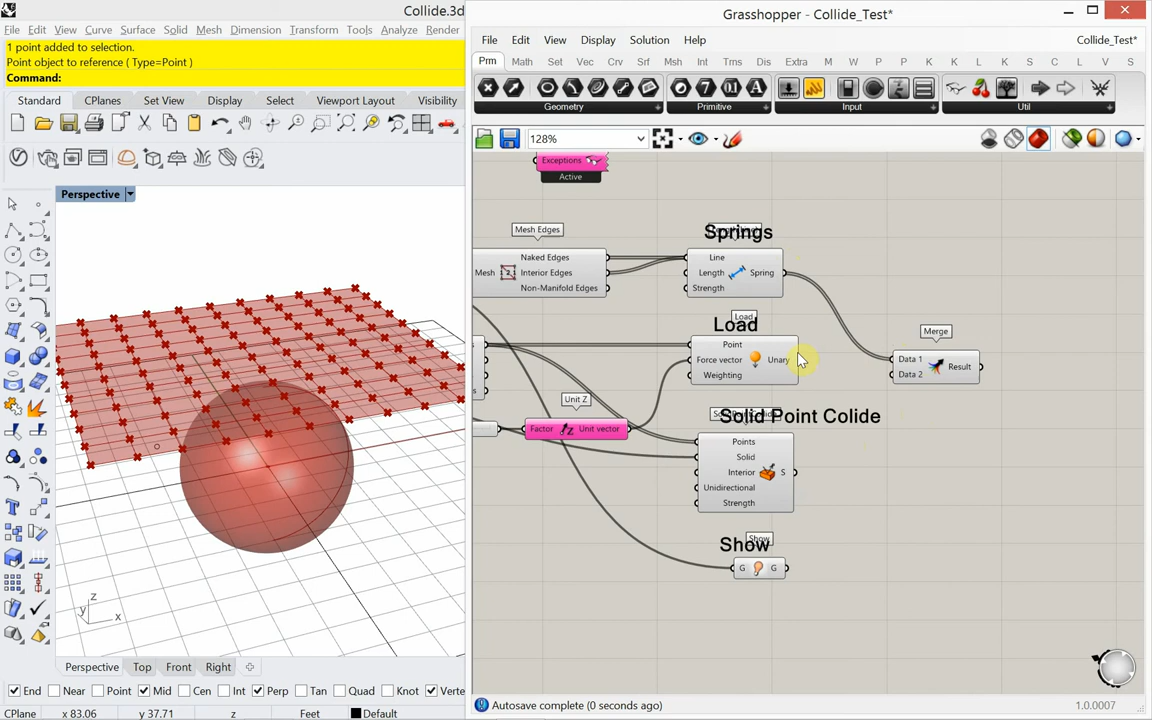 Collide.3d
File Edit View Curve Surface Solid Mesh Dimension Transform Tools Analyze Render
1 point added to selection.
Point object to reference ( Type=Point )
Command:
Standard CPlanes Set View Display Select Viewport Layout Visibility
Perspective
z
y
x
Perspective Top Front Right
End Near Point Mid Cen Int Perp Tan Quad Knot Verte
CPlane x 83.06 y 37.71 z Feet Default
Grasshopper - Collide_Test*
File Edit View Display Solution Help Collide_Test*
Prm Math Set Vec Crv Srf Msh Int Trns Dis Extra M W P K K E L C L D V S
Geometry Primitive Input Util
128%
Exceptions
Active
Mesh Edges
Mesh
Naked Edges
Interior Edges
Non-Manifold Edges
Springs
Line
Length
Strength
Spring
Load
Load
Point
Force vector
Weighting
Unary
Merge
Data 1
Data 2
Result
Unit Z
Factor Unit vector
Solid Point Collide
Points
Solid
Interior
Unidirectional
Strength
S
Show
Show
G G
Autosave complete (0 seconds ago)
1.0.0007